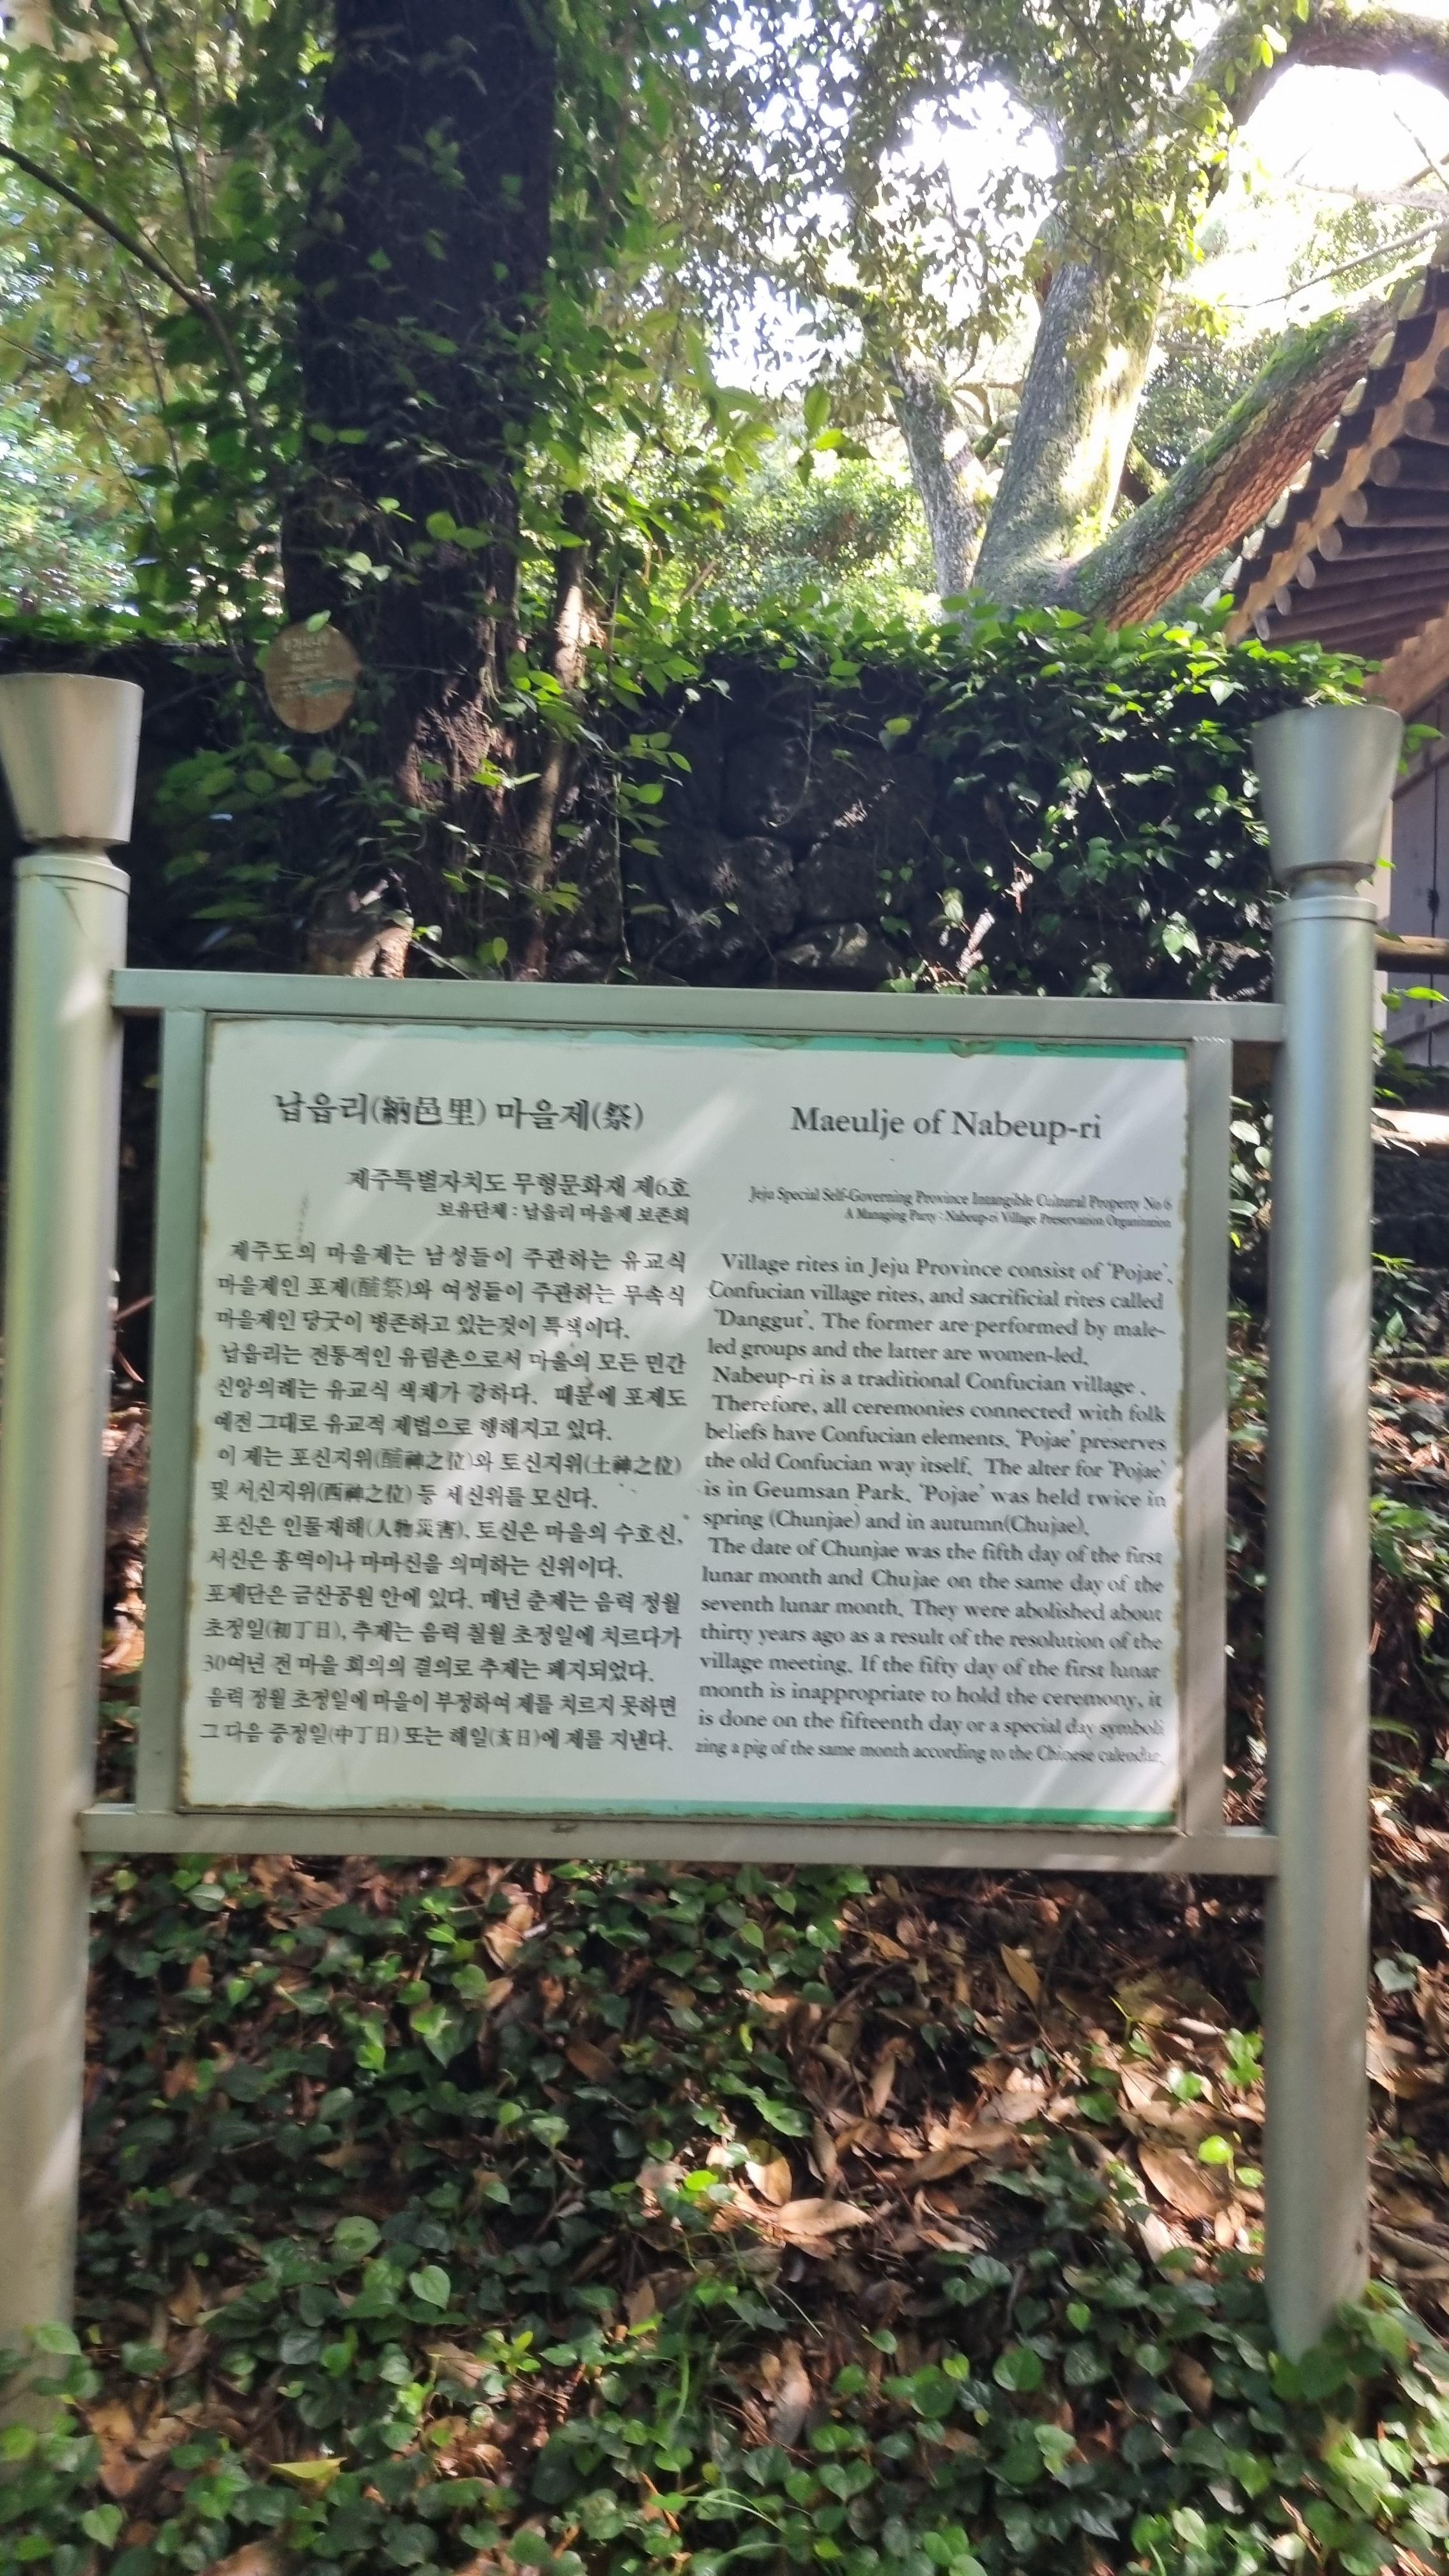 납읍리(納邑里) 마을제(祭)
제주특별자치도 무형문화재 제6호
보유단체 : 납읍리 마을제 보존회
제주도의 마을제는 남성들이 주관하는 유교식
마을제인 포제(酺祭)와 여성들이 주관하는 무속식
마을제인 당굿이 병존하고 있는것이 특색이다.
납읍리는 전통적인 유림촌으로서 마을의 모든 민간
신앙의례는 유교식 색채가 강하다. 때문에 포제도
예전 그대로 유교적 제법으로 행해지고 있다.
이 제는 포신지위(酺神之位)와 토신지위(土神之位)
및 서신지위(西神之位) 등 세신위를 모신다.
포신은 인물재해(人物災害), 토신은 마을의 수호신,
서신은 홍역이나 마마신을 의미하는 신위이다.
포제단은 금산공원 안에 있다. 매년 춘제는 음력 정월
초정일(初丁日), 추제는 음력 칠월 초정일에 치르다가
30여년 전 마을 회의의 결의로 추제는 폐지되었다.
음력 정월 초정일에 마을이 부정하여 제를 치르지 못하면
그 다음 중정일(中丁日) 또는 해일(亥日)에 제를 지낸다.
Maeulje of Nabeup-ri
Jeju Special Self-Governing Province Intangible Cultural Property No 6
A Managing Party : Nabeup-ri Village Preservation Organization
Village rites in Jeju Province consist of 'Pojae',
Confucian village rites, and sacrificial rites called
'Danggut'. The former are performed by male-
led groups and the latter are women-led.
Nabeup-ri is a traditional Confucian village .
Therefore, all ceremonies connected with folk
beliefs have Confucian elements. 'Pojae' preserves
the old Confucian way itself. The alter for 'Pojae'
is in Geumsan Park. 'Pojae' was held twice in
spring (Chunjae) and in autumn(Chujae).
The date of Chunjae was the fifth day of the first
lunar month and Chujae on the same day of the
seventh lunar month. They were abolished about
thirty years ago as a result of the resolution of the
village meeting. If the fifty day of the first lunar
month is inappropriate to hold the ceremony, it
is done on the fifteenth day or a special day symboli
zing a pig of the same month according to the Chinese calendar.